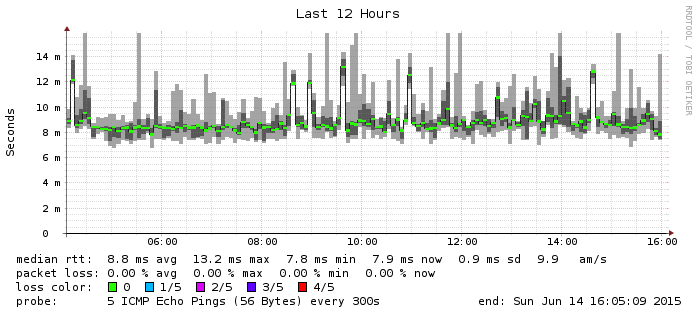 Last 12 Hours
RRDTOOL / TOBI OETIKER
Seconds
14 m
12 m
10 m
8 m
6 m
4 m
2 m
0
06:00 08:00 10:00 12:00 14:00 16:00
median rtt: 8.8 ms avg 13.2 ms max 7.8 ms min 7.9 ms now 0.9 ms sd 9.9 am/s
packet loss: 0.00 % avg 0.00 % max 0.00 % min 0.00 % now
loss color: 0 1/5 2/5 3/5 4/5
probe: 5 ICMP Echo Pings (56 Bytes) every 300s end: Sun Jun 14 16:05:09 2015